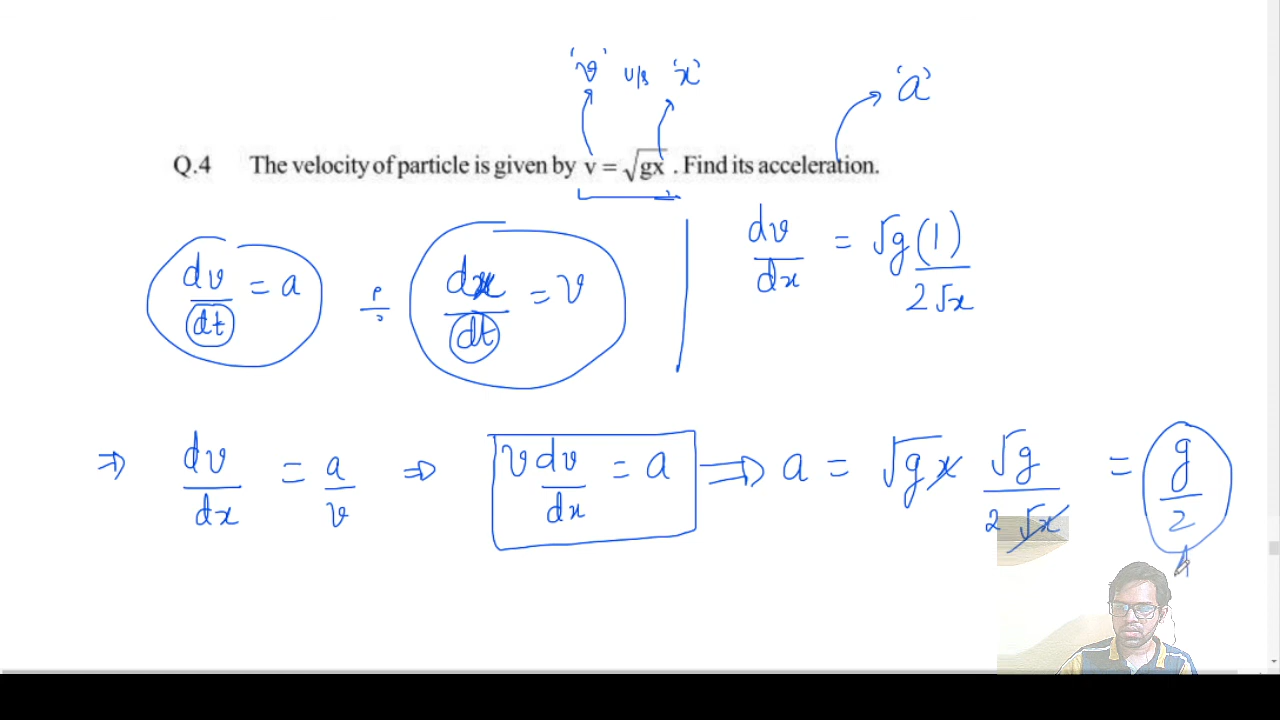 'v' v/s 'x'
'a'
Q.4 The velocity of particle is given by v = √gx . Find its acceleration.
dv/dt = a ÷ dx/dt = v
dv/dx = √g (1)/2√x
⇒ dv/dx = a/v ⇒ v dv/dx = a ⇒ a = √gx √g/2√x = g/2